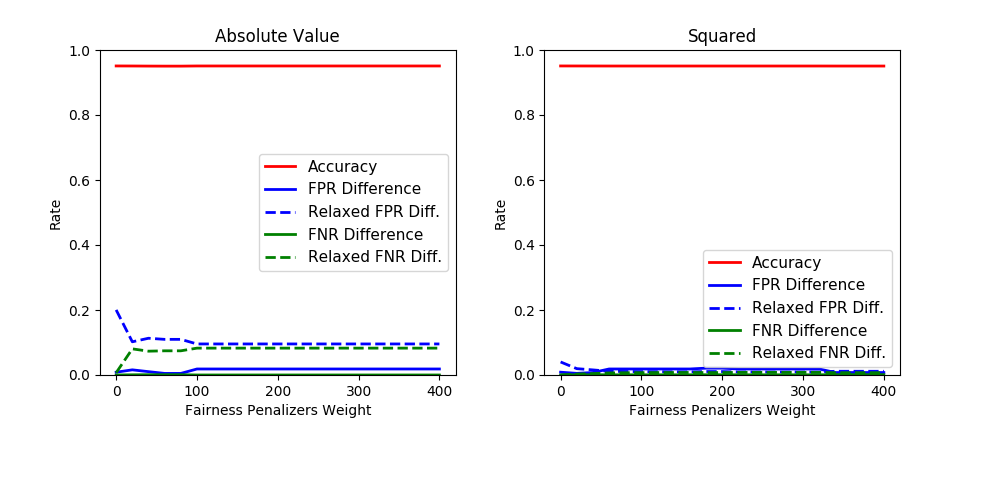 Absolute Value
1.0
0.8
0.6
0.4
0.2
0.0
Rate
0
100
200
300
400
Fairness Penalizers Weight
Accuracy
FPR Difference
Relaxed FPR Diff.
FNR Difference
Relaxed FNR Diff.
Squared
1.0
0.8
0.6
0.4
0.2
0.0
Rate
0
100
200
300
400
Fairness Penalizers Weight
Accuracy
FPR Difference
Relaxed FPR Diff.
FNR Difference
Relaxed FNR Diff.